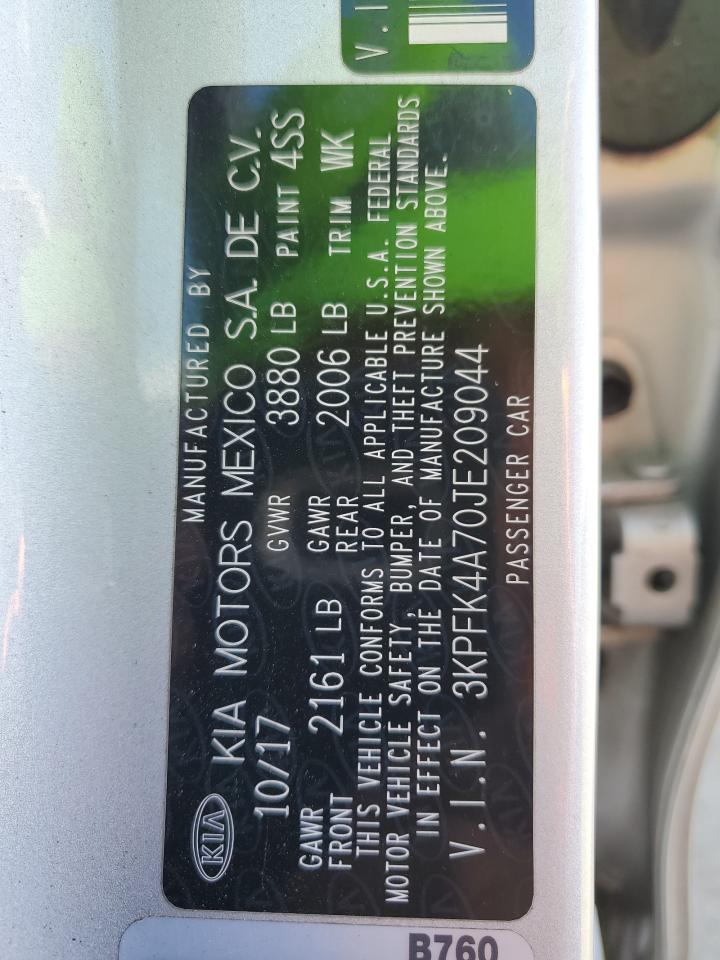 V.I
MANUFACTURED BY
KIA KIA MOTORS MEXICO S.A. DE C.V.
10/17 GVWR 3880 LB PAINT 4SS
GAWR FRONT 2161 LB GAWR REAR 2006 LB TRIM WK
THIS VEHICLE CONFORMS TO ALL APPLICABLE U.S.A. FEDERAL
MOTOR VEHICLE SAFETY, BUMPER, AND THEFT PREVENTION STANDARDS
IN EFFECT ON THE DATE OF MANUFACTURE SHOWN ABOVE.
V.I.N. 3KPFK4A70JE209044
PASSENGER CAR
B760